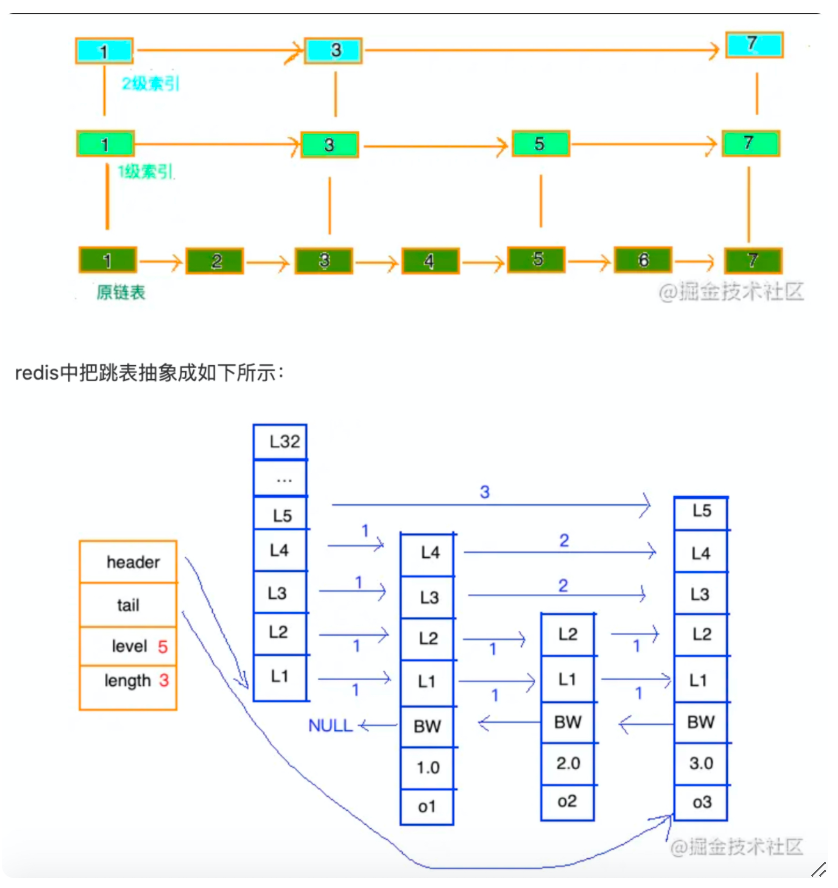 1 3 7
2级索引
1 3 5 7
1级索引
1 2 3 4 5 6 7
原链表
@掘金技术社区
redis中把跳表抽象成如下所示：
L32
...
L5 3 L5
L4 1 L4 2 L4
L3 1 L3 2 L3
L2 1 L2 1 L2 1 L2
L1 1 L1 1 L1 1 L1
header
tail
level 5
length 3
NULL BW BW BW
1.0 2.0 3.0
o1 o2 o3
@掘金技术社区